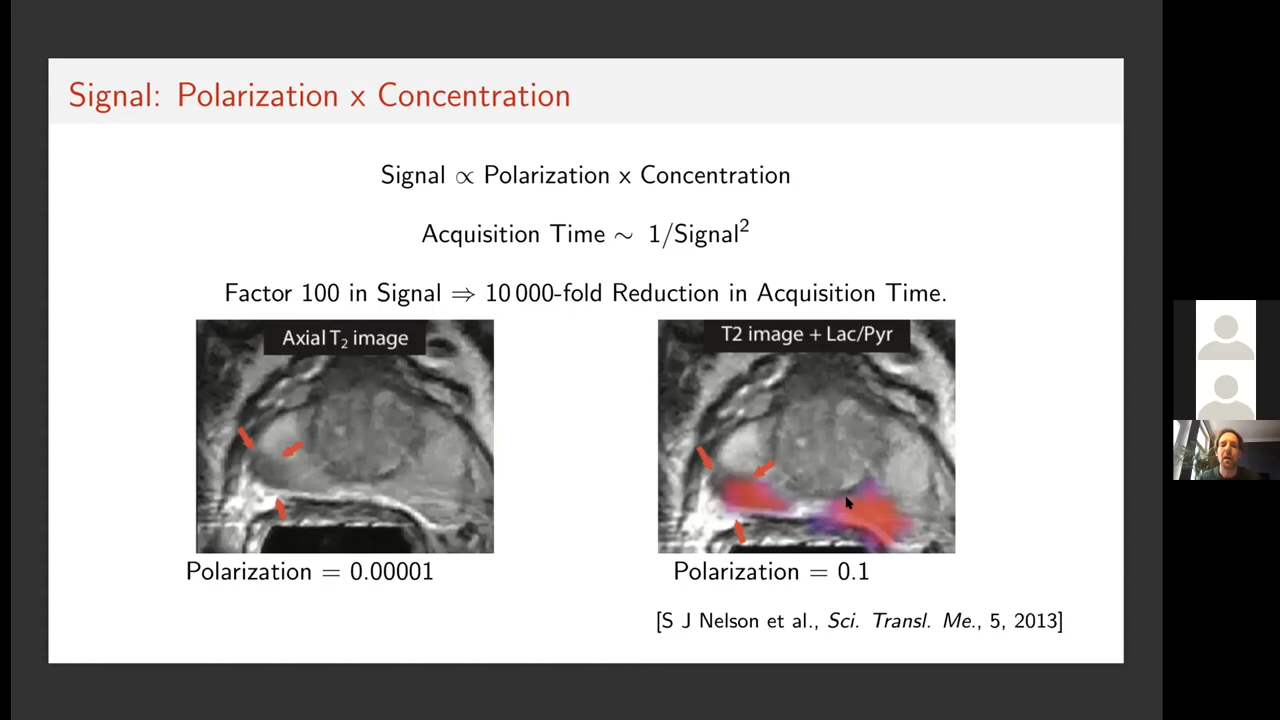 Signal: Polarization x Concentration
Signal ∝ Polarization x Concentration
Acquisition Time ∼ 1/Signal²
Factor 100 in Signal ⇒ 10 000-fold Reduction in Acquisition Time.
Axial T₂ image
T2 image + Lac/Pyr
Polarization = 0.00001
Polarization = 0.1
[S J Nelson et al., Sci. Transl. Me., 5, 2013]